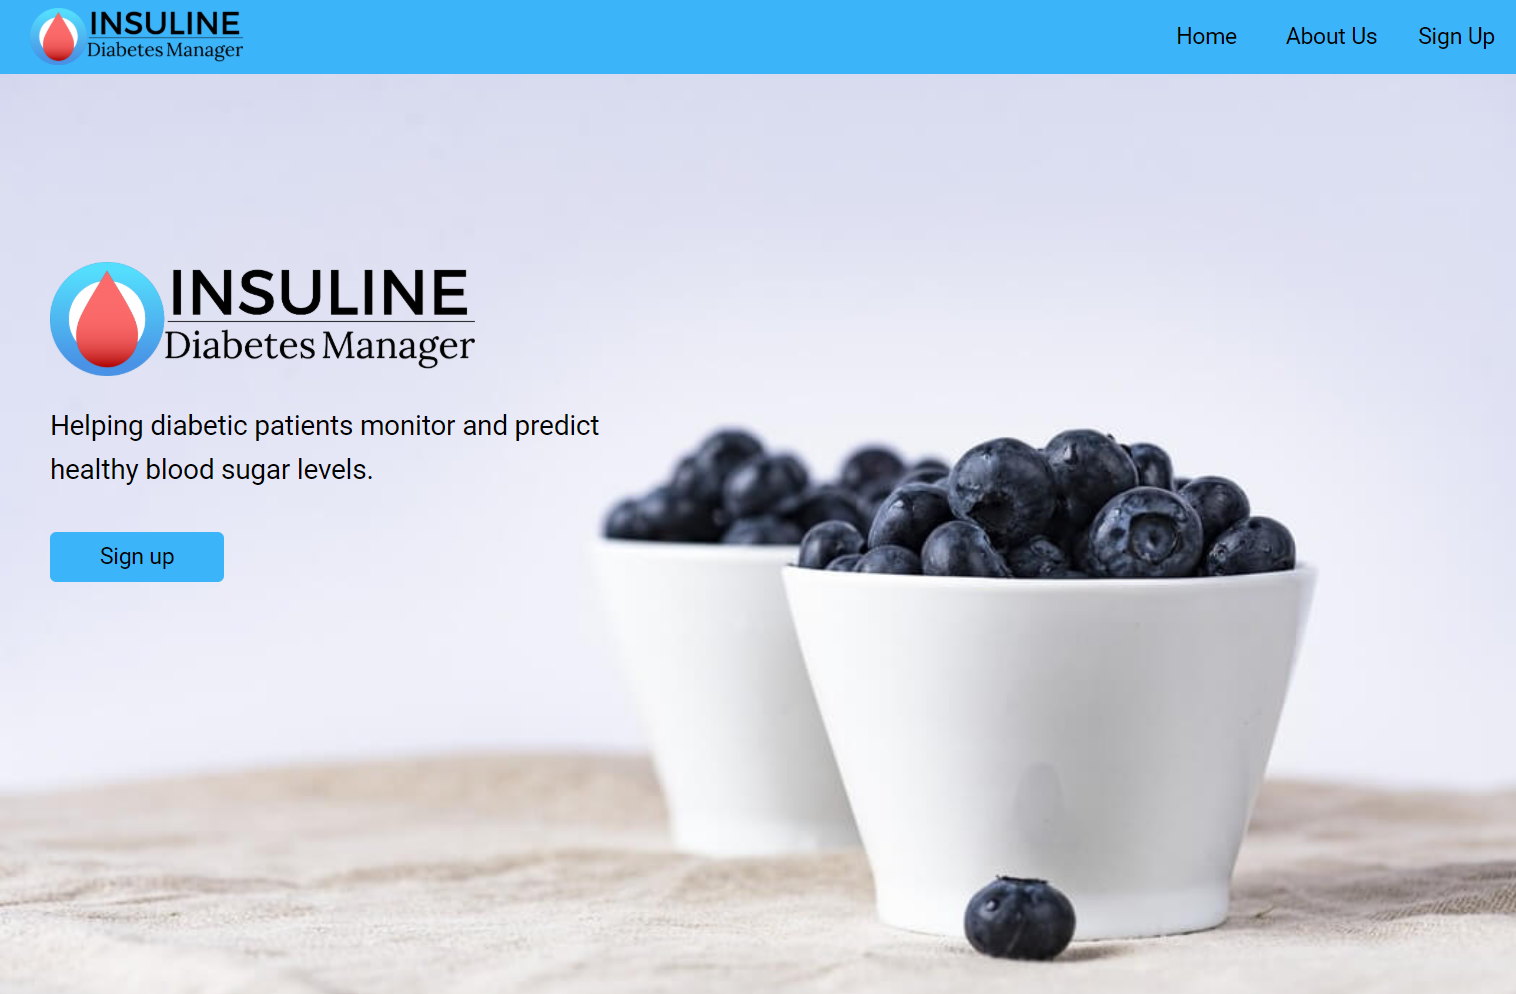 INSULINE
Diabetes Manager
Home About Us Sign Up
INSULINE
Diabetes Manager
Helping diabetic patients monitor and predict
healthy blood sugar levels.
Sign up